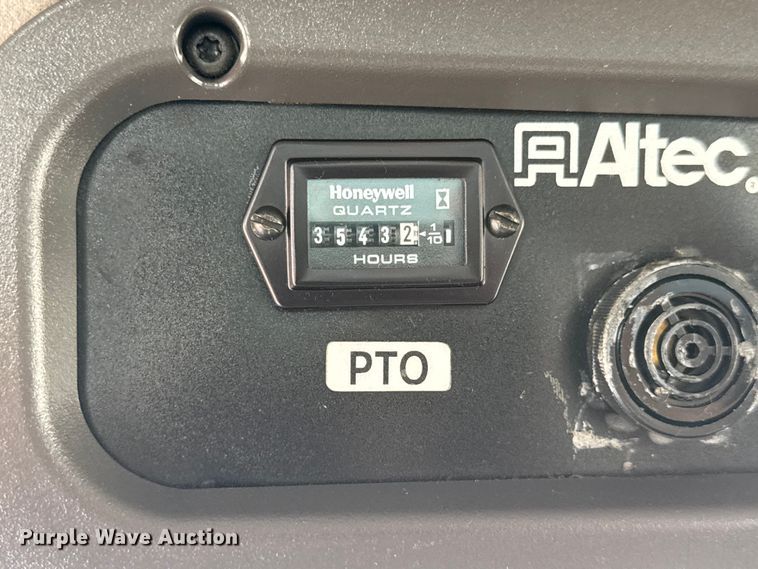 Altec
Honeywell
QUARTZ
3 5 4 3 2 1/10
HOURS
PTO
Purple Wave Auction